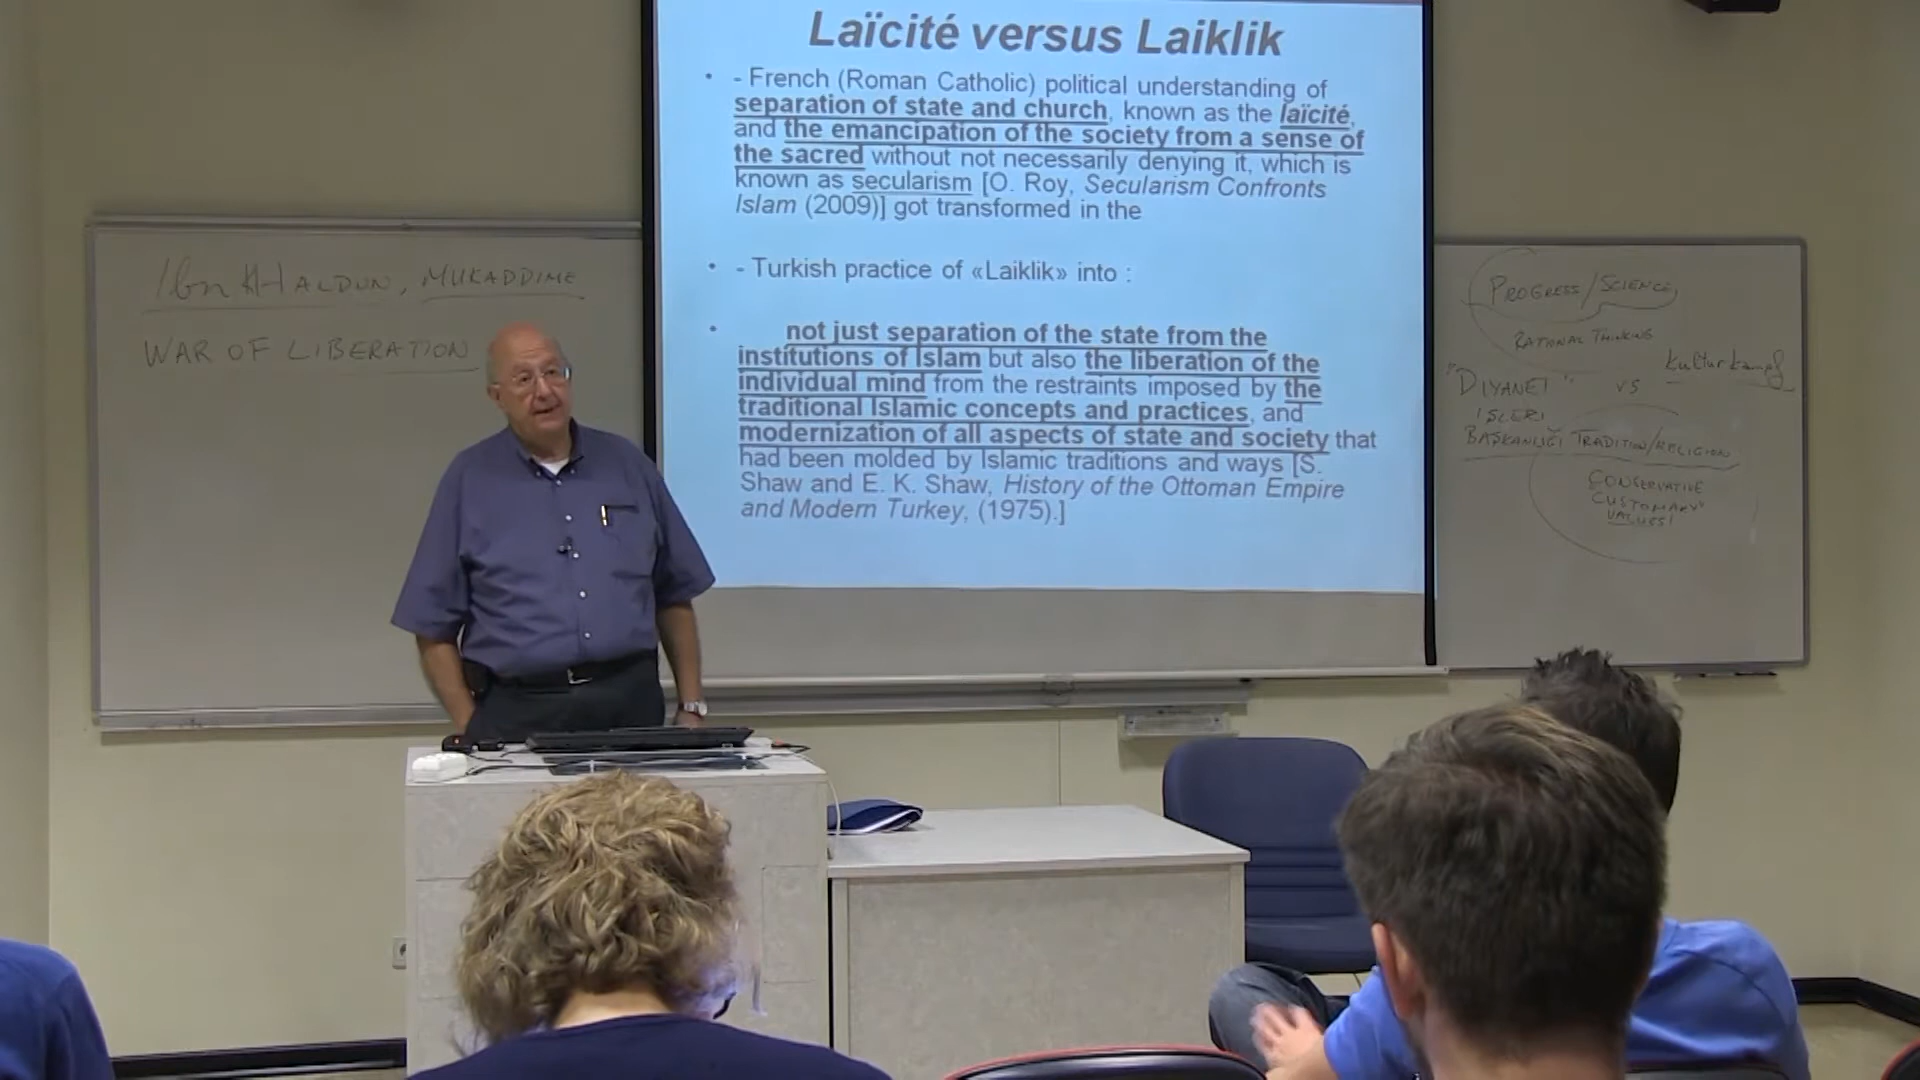 Laïcité versus Laiklik
• - French (Roman Catholic) political understanding of
separation of state and church, known as the laïcité,
and the emancipation of the society from a sense of
the sacred without not necessarily denying it, which is
known as secularism [O. Roy, Secularism Confronts
Islam (2009)] got transformed in the
• - Turkish practice of «Laiklik» into :
• not just separation of the state from the
institutions of Islam but also the liberation of the
individual mind from the restraints imposed by the
traditional Islamic concepts and practices, and
modernization of all aspects of state and society that
had been molded by Islamic traditions and ways [S.
Shaw and E. K. Shaw, History of the Ottoman Empire
and Modern Turkey, (1975).]
Ibn HALDUN, MUKADDIME
WAR OF LIBERATION
PROGRESS/SCIENCE
RATIONAL THINKING
Kulturkampf
"DIYANET" VS
ISLERI
BAŞKANLIĞI TRADITION/RELIGION
CONSERVATIVE
CUSTOMARY
VALUES!